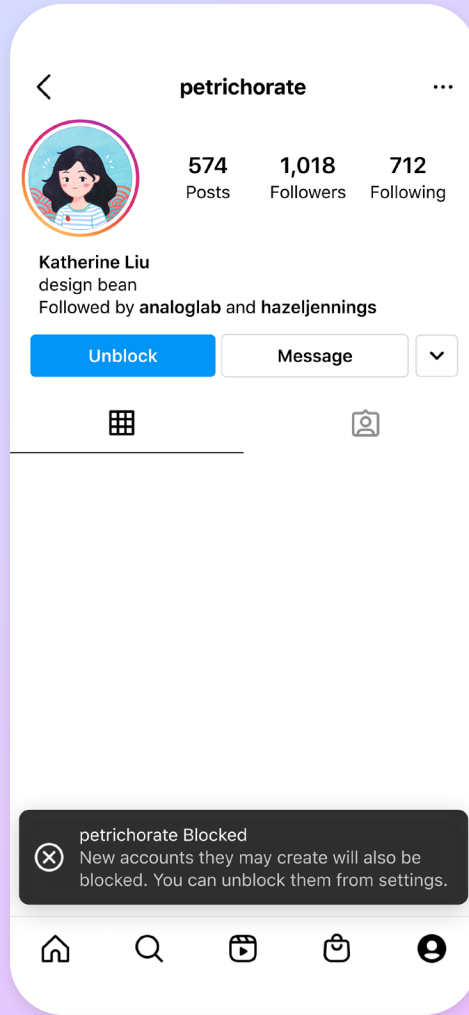 petrichorate
574 1,018 712
Posts Followers Following
Katherine Liu
design bean
Followed by analoglab and hazeljennings
Unblock Message
petrichorate Blocked
New accounts they may create will also be
blocked. You can unblock them from settings.